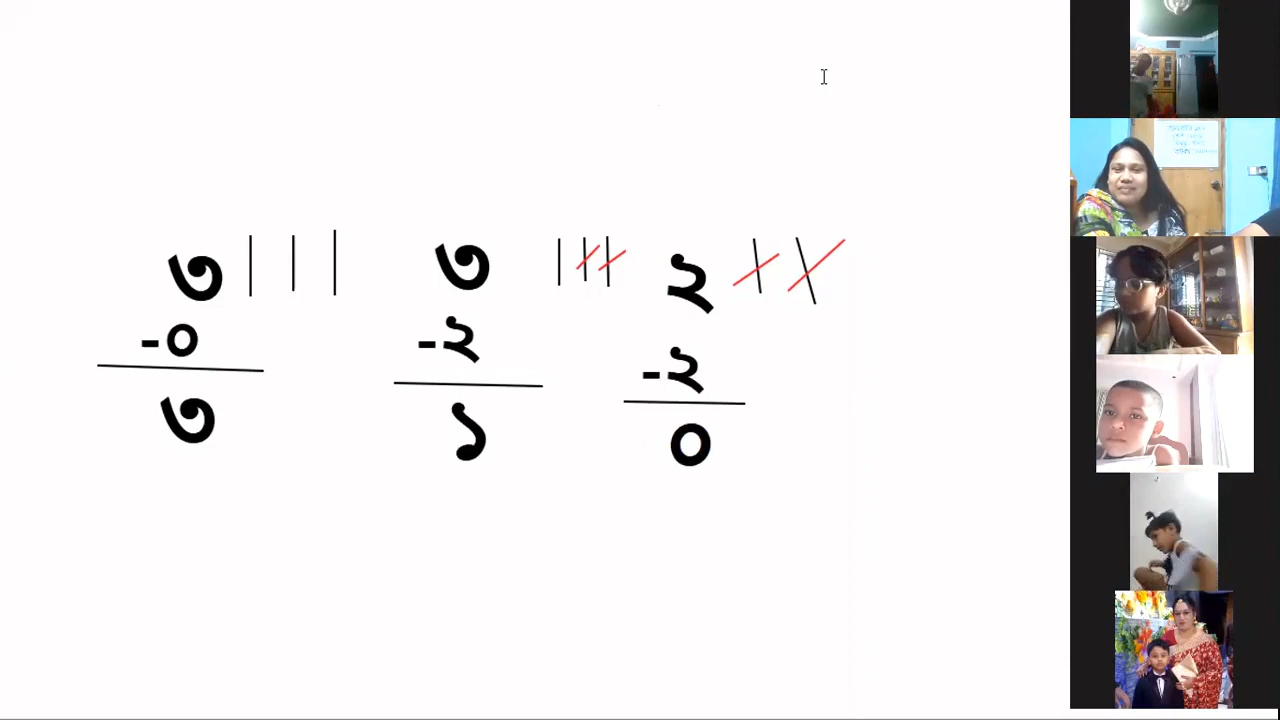 ৩ ৩ ২
-০ -২ -২
৩ ১ ০